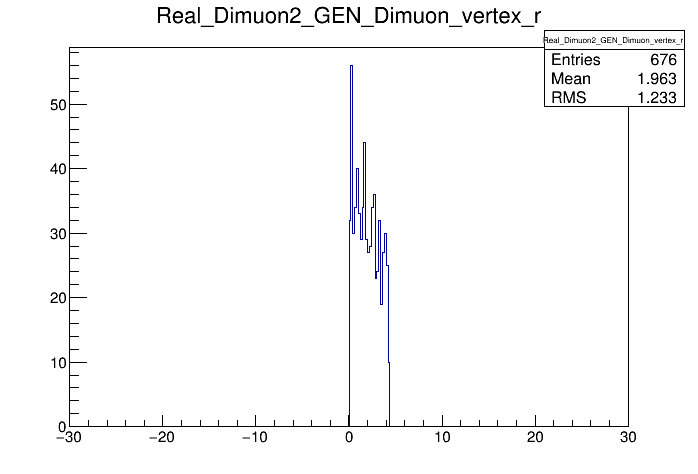 Real_Dimuon2_GEN_Dimuon_vertex_r
Real_Dimuon2_GEN_Dimuon_vertex_r
Entries 676
Mean 1.963
RMS 1.233
50
40
30
20
10
0
−30 −20 −10 0 10 20 30